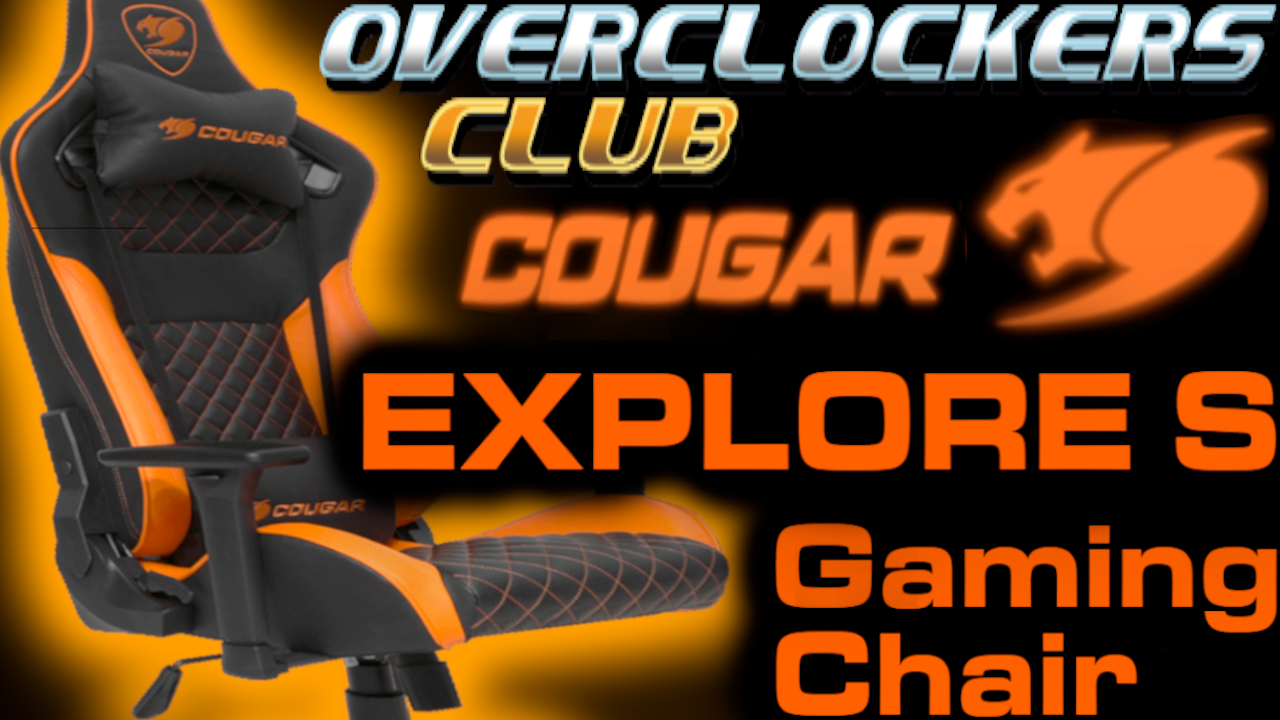 COUGAR
COUGAR
COUGAR
OVERCLOCKERS
CLUB
COUGAR
EXPLORE S
Gaming
Chair